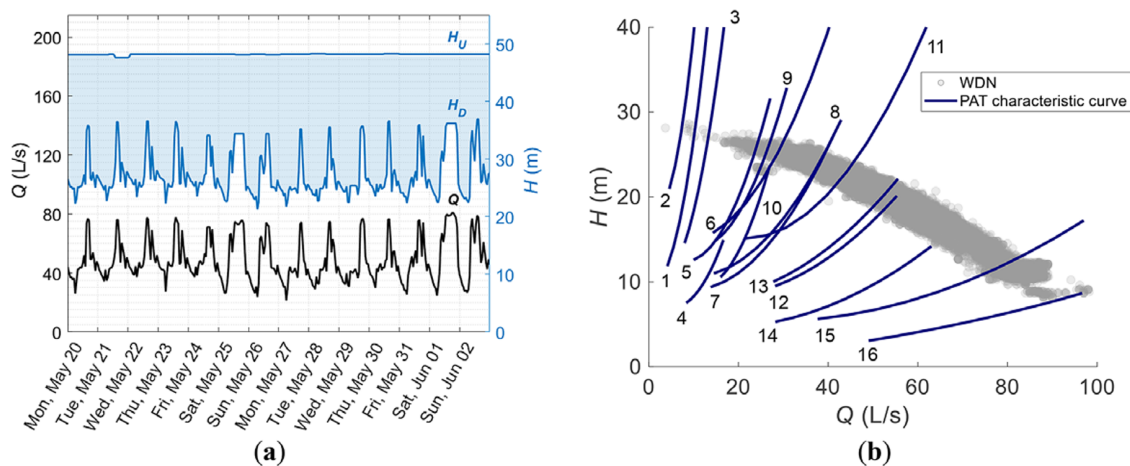 200
160
120
80
40
0
Q (L/s)
50
40
30
20
10
0
H (m)
H_U
H_D
Q
Mon, May 20
Tue, May 21
Wed, May 22
Thu, May 23
Fri, May 24
Sat, May 25
Sun, May 26
Mon, May 27
Tue, May 28
Wed, May 29
Thu, May 30
Fri, May 31
Sat, Jun 01
Sun, Jun 02
(a)
40
30
20
10
0
H (m)
3
9
11
8
2
6
10
5
1
7
13
4
12
14
15
16
WDN
PAT characteristic curve
0
20
40
60
80
100
Q (L/s)
(b)